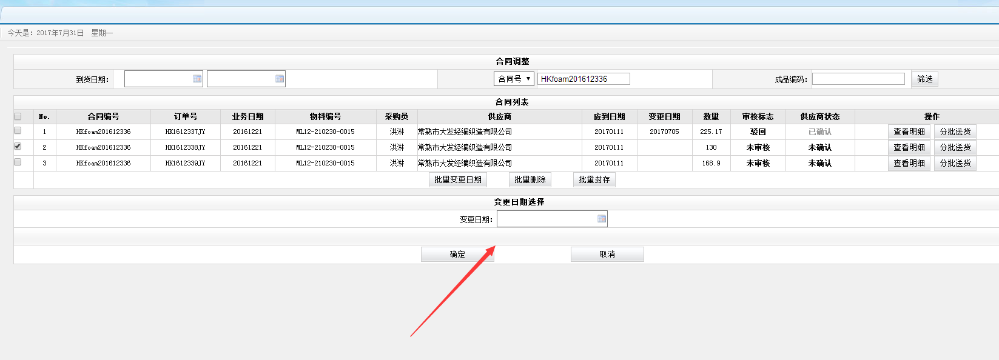 今天是：2017年7月31日 星期一
合同调整
到货日期： 合同号 HKfoam201612336 成品编码： 筛选
合同列表
No. 合同编号 订单号 业务日期 物料编号 采购员 供应商 应到日期 变更日期 数量 审核标志 供应商状态 操作
1 HKfoam201612336 HK1612337JY 20161221 ML12-210230-0015 洪淋 常熟市大发经编织造有限公司 20170111 20170705 225.17 驳回 已确认 查看明细 分批送货
2 HKfoam201612336 HK1612338JY 20161221 ML12-210230-0015 洪淋 常熟市大发经编织造有限公司 20170111 130 未审核 未确认 查看明细 分批送货
3 HKfoam201612336 HK1612339JY 20161221 ML12-210230-0015 洪淋 常熟市大发经编织造有限公司 20170111 168.9 未审核 未确认 查看明细 分批送货
批量变更日期 批量删除 批量封存
变更日期选择
变更日期：
确定 取消